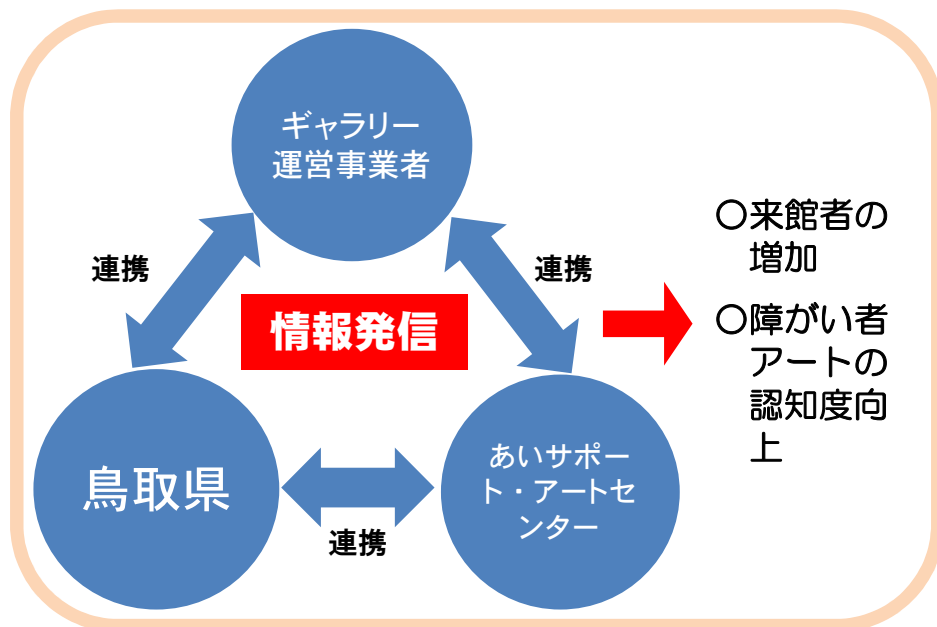 ギャラリー
運営事業者
連携
連携
情報発信
鳥取県
あいサポー
ト・アートセ
ンター
連携
〇来館者の
増加
〇障がい者
アートの
認知度向
上